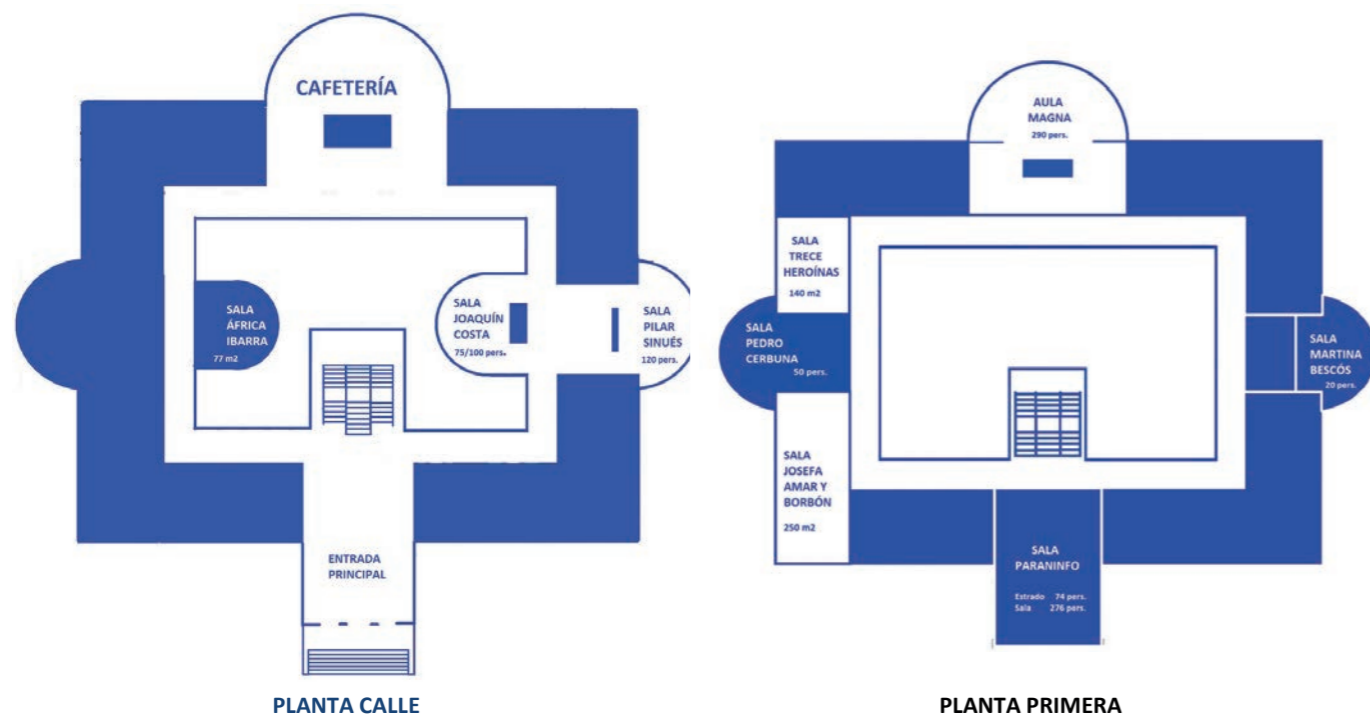 CAFETERÍA
SALA
ÁFRICA
IBARRA
77 m2
SALA
JOAQUÍN
COSTA
75/100 pers.
SALA
PILAR
SINUÉS
120 pers.
ENTRADA
PRINCIPAL
PLANTA CALLE
AULA
MAGNA
290 pers.
SALA
TRECE
HEROÍNAS
140 m2
SALA
PEDRO
CERBUNA
50 pers.
SALA
MARTINA
BESCÓS
20 pers.
SALA
JOSEFA
AMAR Y
BORBÓN
250 m2
SALA
PARANINFO
Estrado 74 pers.
Sala 276 pers.
PLANTA PRIMERA